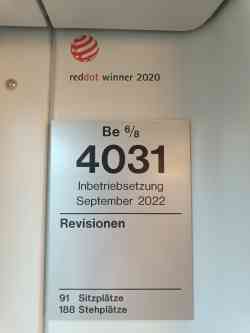 reddot winner 2020
Be 6/8
4031
Inbetriebsetzung
September 2022
Revisionen
91 Sitzplätze
188 Stehplätze